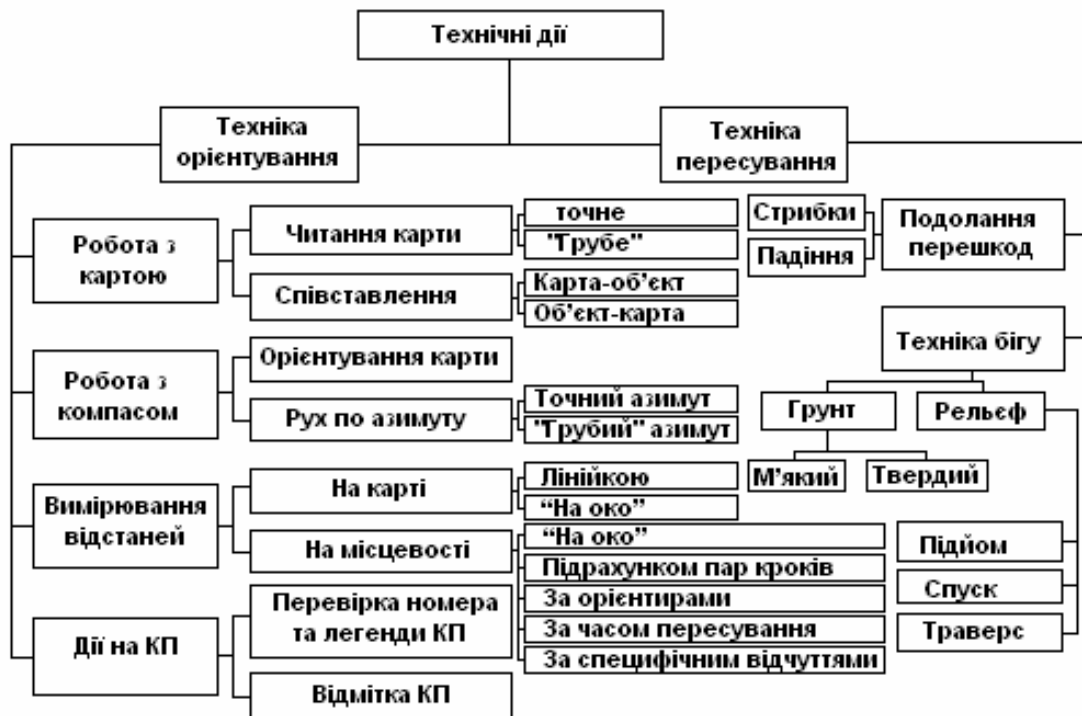 Технічні дії
Техніка
орієнтування
Техніка
пересування
Робота з
картою
Читання карти
точне
"Грубе"
Співставлення
Карта-об’єкт
Об’єкт-карта
Стрибки
Падіння
Подолання
перешкод
Робота з
компасом
Орієнтування карти
Рух по азимуту
Точний азимут
"Грубий" азимут
Техніка бігу
Грунт
Рельєф
М’який
Твердий
Вимірювання
відстаней
На карті
Лінійкою
“На око”
На місцевості
“На око”
Підрахунком пар кроків
За орієнтирами
За часом пересування
За специфічним відчуттями
Підйом
Спуск
Траверс
Дії на КП
Перевірка номера
та легенди КП
Відмітка КП